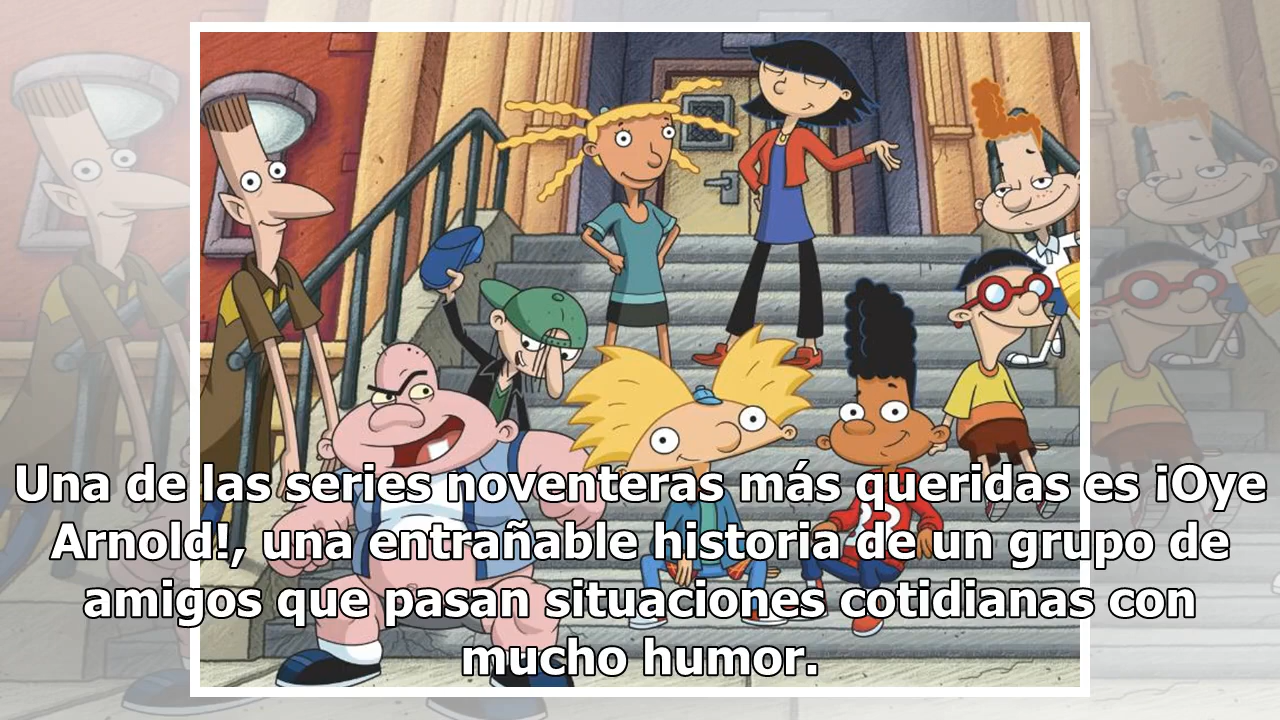 Una de las series noventeras más queridas es ¡Oye
Arnold!, una entrañable historia de un grupo de
amigos que pasan situaciones cotidianas con
mucho humor.